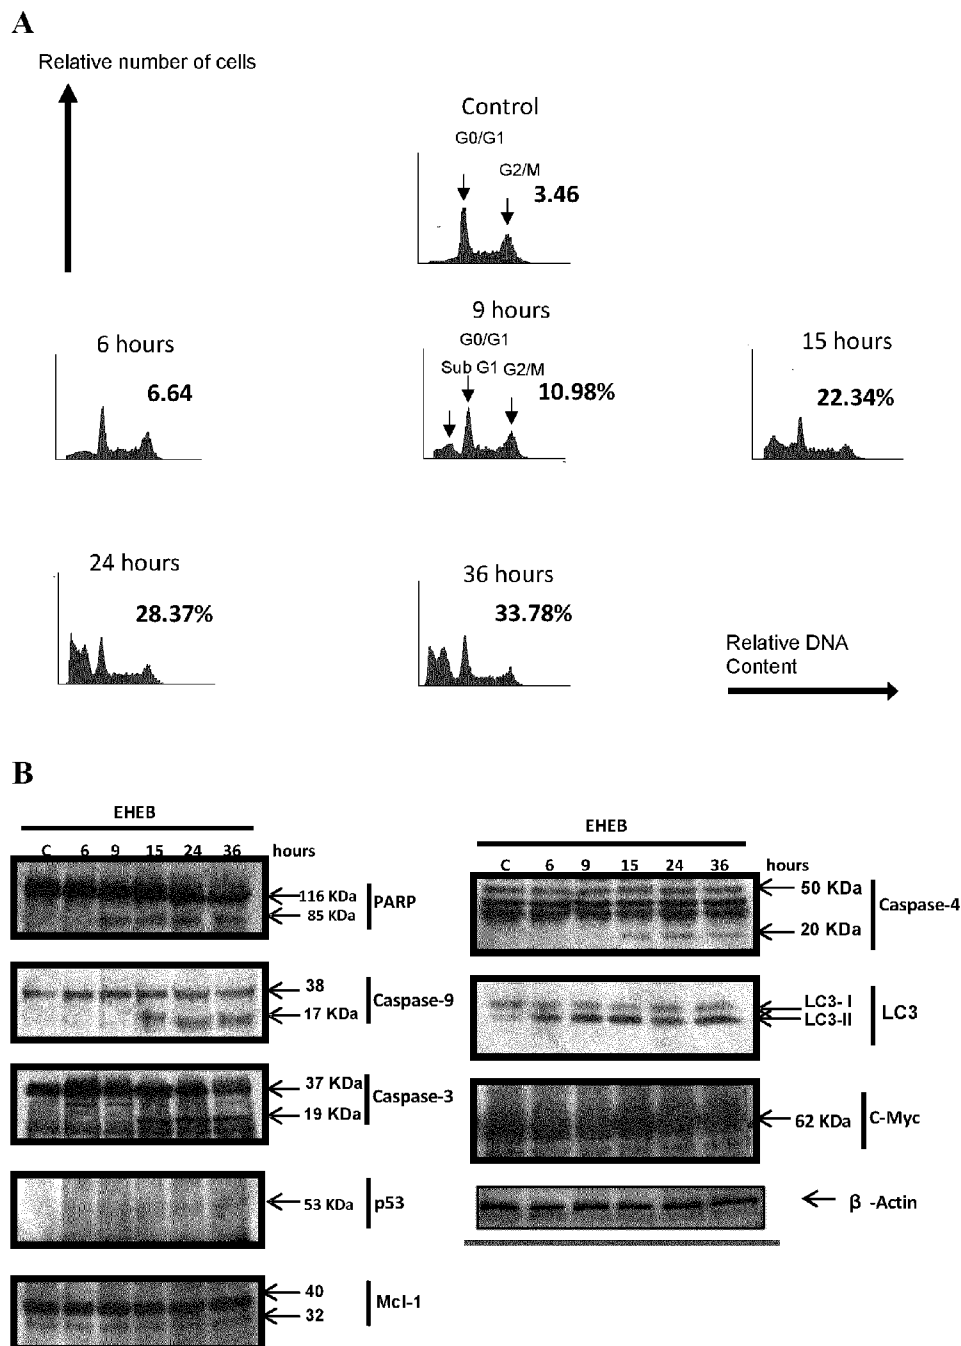 A
Relative number of cells
Control
G0/G1
G2/M
3.46
6 hours
6.64
9 hours
G0/G1
Sub G1 G2/M
10.98%
15 hours
22.34%
24 hours
28.37%
36 hours
33.78%
Relative DNA
Content
B
EHEB
C 6 9 15 24 36 hours
116 KDa
85 KDa
PARP
38
17 KDa
Caspase-9
37 KDa
19 KDa
Caspase-3
53 KDa
p53
40
32
Mcl-1
EHEB
C 6 9 15 24 36 hours
50 KDa
20 KDa
Caspase-4
LC3- I
LC3-II
LC3
62 KDa
C-Myc
β -Actin